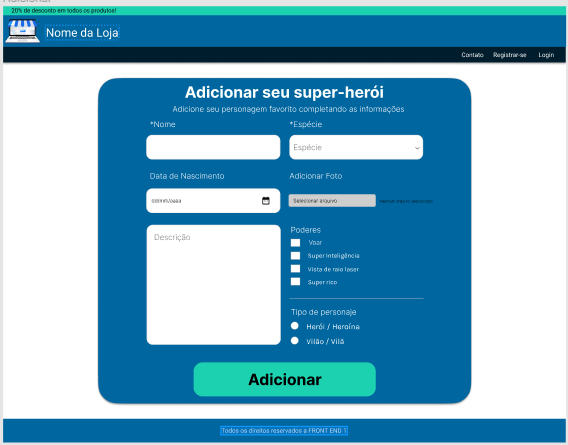 Adicionar
20% de desconto em todos os produtos!
Nome da Loja
Contato Registrar-se Login
Adicionar seu super-herói
Adicione seu personagem favorito completando as informações
*Nome *Espécie
Espécie
Data de Nascimento Adicionar Foto
dd/mm/aaaa Selecionar arquivo
Descrição
Poderes
Voar
Super Inteligência
Vista de raio laser
Super rico
Tipo de personaje
Herói / Heroína
Vilão / Vilã
Adicionar
Todos os direitos reservados a FRONT END 1